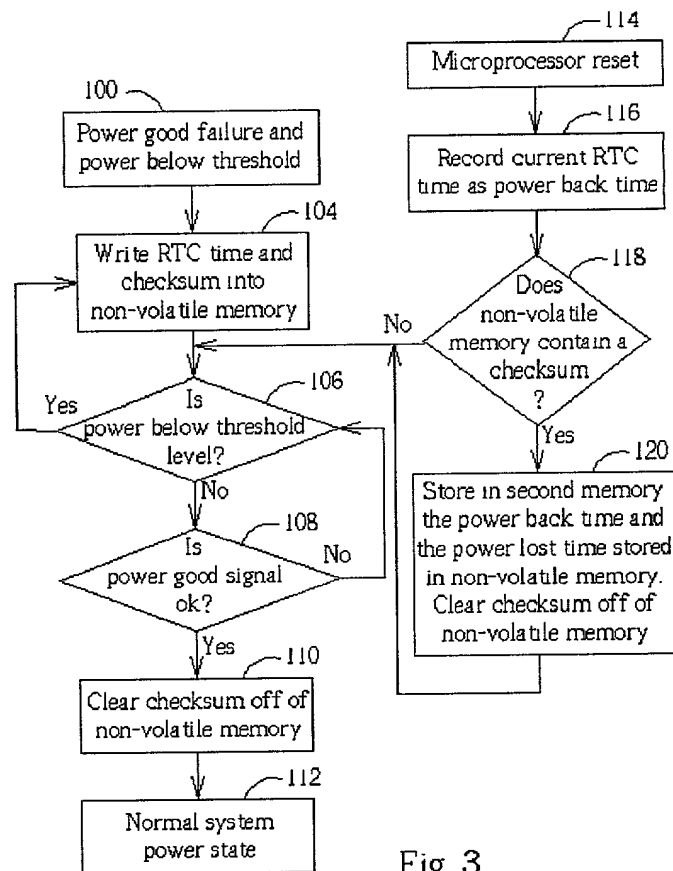 100
Power good failure and
power below threshold
104
Write RTC time and
checksum into
non-volatile memory
106
Is
power below threshold
level?
Yes
No
108
Is
power good signal
ok?
No
Yes
110
Clear checksum off of
non-volatile memory
112
Normal system
power state
114
Microprocessor reset
116
Record current RTC
time as power back time
118
Does
non-volatile
memory contain a
checksum
?
No
Yes
120
Store in second memory
the power back time and
the power lost time stored
in non-volatile memory.
Clear checksum off of
non-volatile memory
Fig. 3